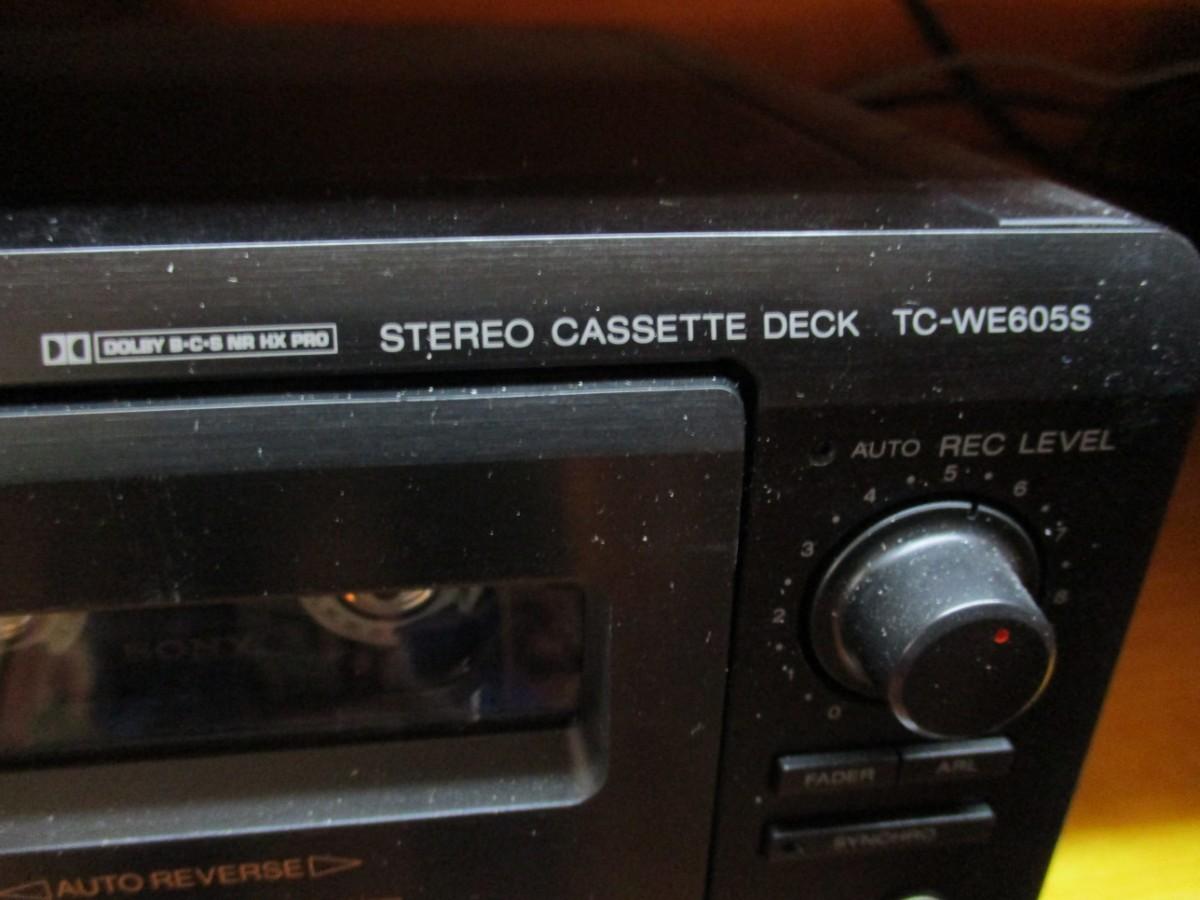 DOLBY B·C·S NR HX PRO STEREO CASSETTE DECK TC-WE605S
AUTO REC LEVEL
0 1 2 3 4 5 6 7 8
SONY
FADER ARL
SYNCHRO
AUTO REVERSE